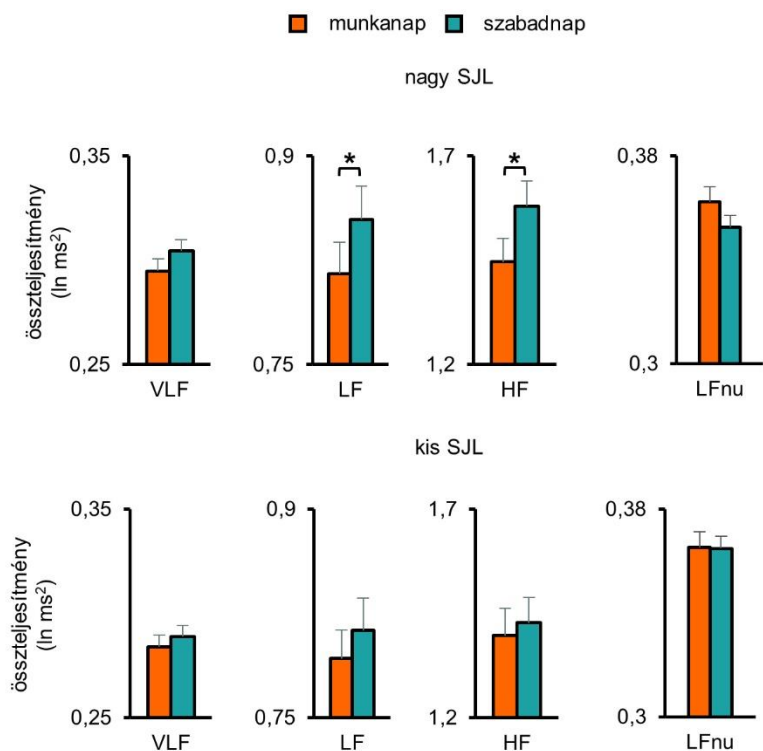 munkanap szabadnap
nagy SJL
összteljesítmény
(ln ms²)
0,35 0,9 1,7 0,38
* *
0,25 0,75 1,2 0,3
VLF LF HF LFnu
kis SJL
összteljesítmény
(ln ms²)
0,35 0,9 1,7 0,38
0,25 0,75 1,2 0,3
VLF LF HF LFnu